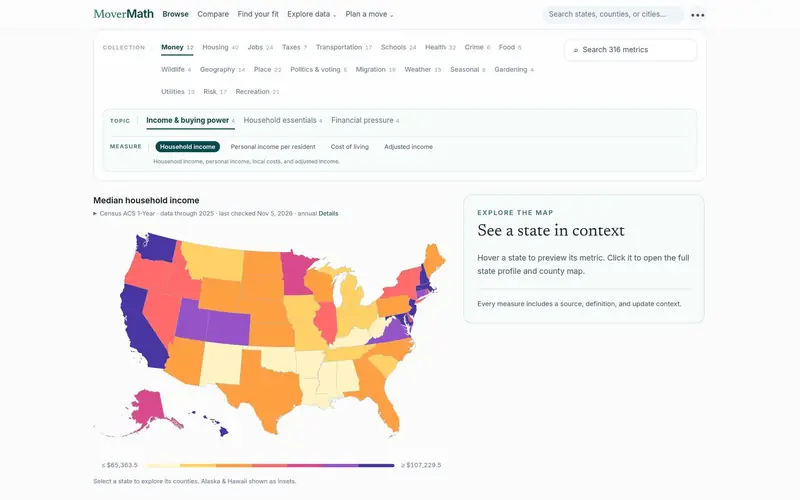 MoverMath Browse Compare Find your fit Explore data Plan a move Search states, counties, or cities...
COLLECTION Money 12 Housing 40 Jobs 24 Taxes 7 Transportation 17 Schools 24 Health 32 Crime 6 Food 5
Search 316 metrics
Wildlife 4 Geography 14 Place 22 Politics & voting Migration Weather 15 Seasonal Gardening 4
Utilities Risk 17 Recreation 21
TOPIC Income & buying power 4 Household essentials 4 Financial pressure 4
MEASURE Household income Personal income per resident Cost of living Adjusted income
Household income, personal income, local costs, and adjusted income.
Median household income
Census ACS 1-Year · data through 2025 · last checked Nov 5, 2026 · annual Details
EXPLORE THE MAP
See a state in context
Hover a state to preview its metric. Click it to open the full
state profile and county map.
Every measure includes a source, definition, and update context.
≤ $65,363.5 ≥ $107,229.5
Select a state to explore its counties, Alaska & Hawaii shown as insets.